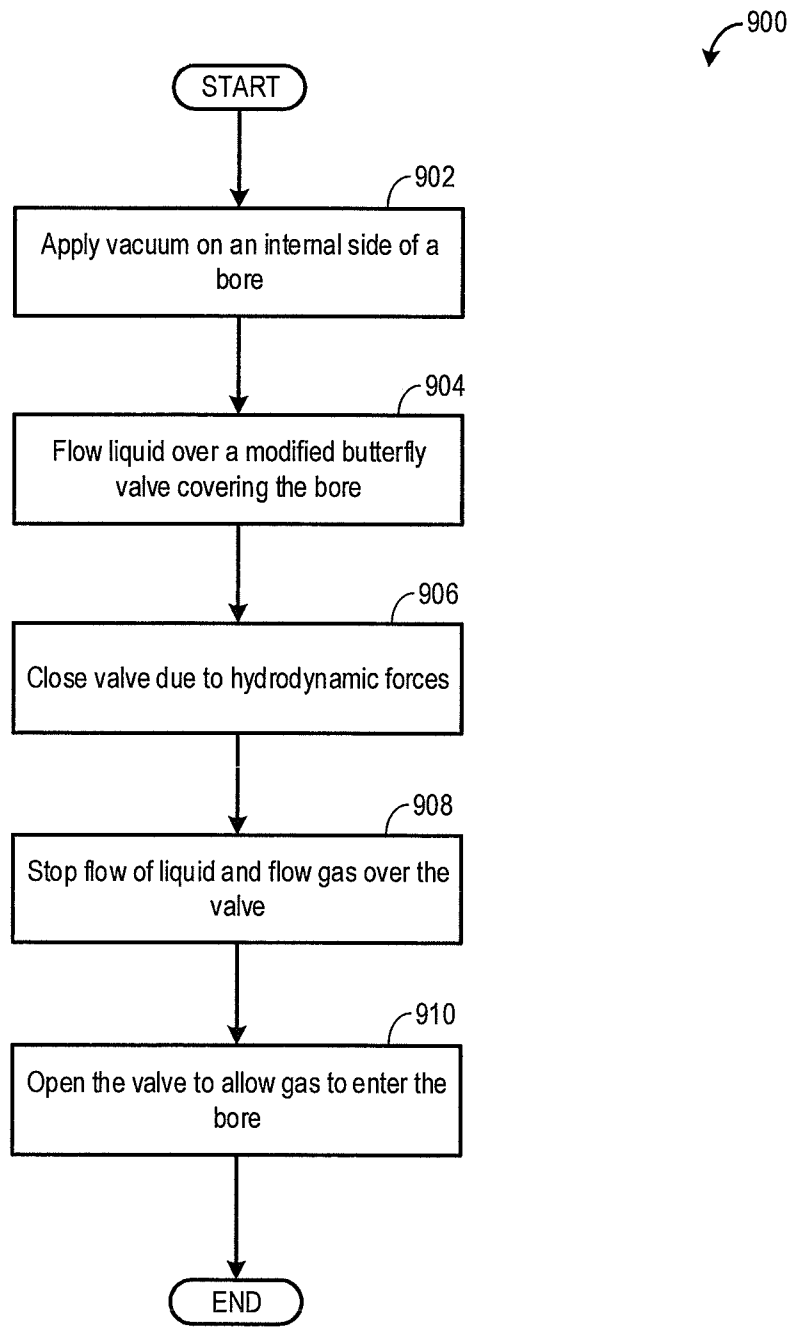 900
START
902
Apply vacuum on an internal side of a
bore
904
Flow liquid over a modified butterfly
valve covering the bore
906
Close valve due to hydrodynamic forces
908
Stop flow of liquid and flow gas over the
valve
910
Open the valve to allow gas to enter the
bore
END